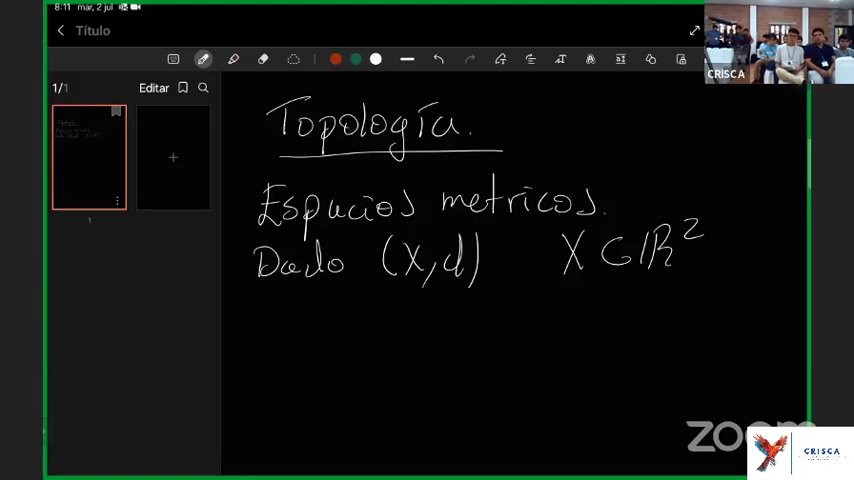 8:11 mar, 2 jul
Título
1/1
Editar
1
Topología.
Espacios metricos.
Dado (X,d) X ⊂ ℝ²
CRISCA
zoom
CRISCA